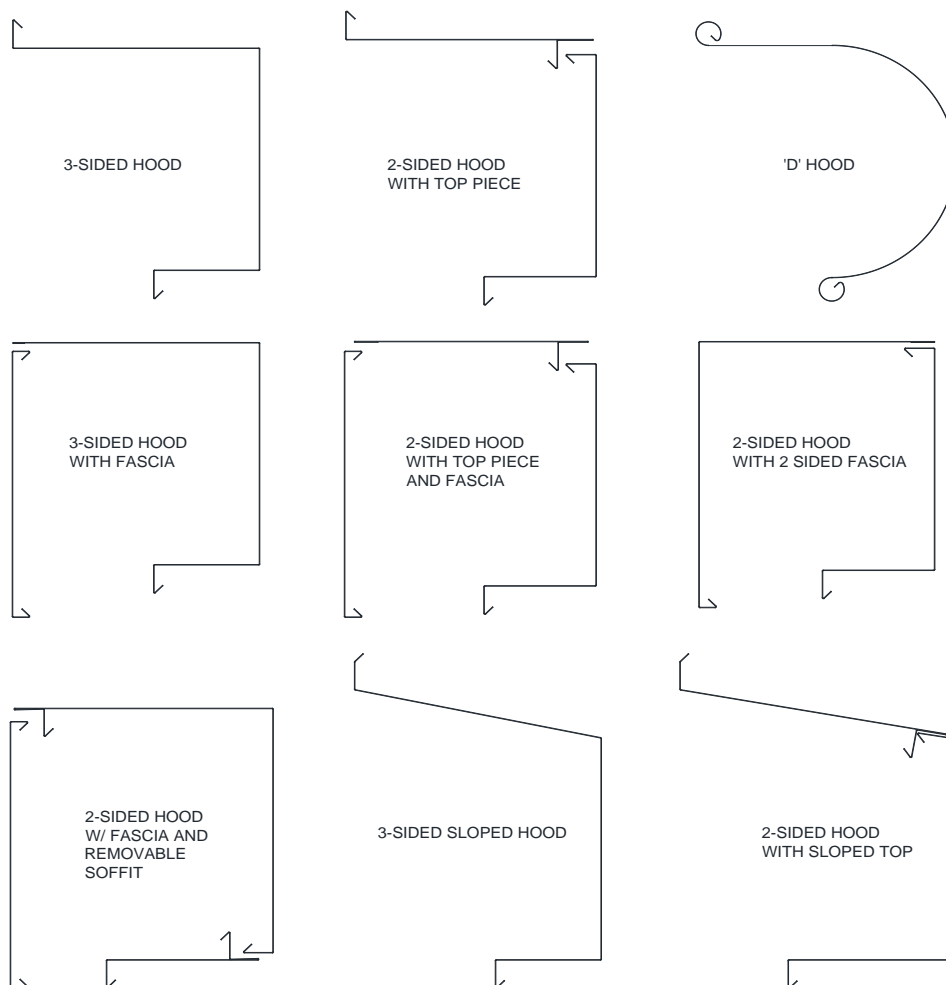 3-SIDED HOOD
2-SIDED HOOD
WITH TOP PIECE
'D' HOOD
3-SIDED HOOD
WITH FASCIA
2-SIDED HOOD
WITH TOP PIECE
AND FASCIA
2-SIDED HOOD
WITH 2 SIDED FASCIA
2-SIDED HOOD
W/ FASCIA AND
REMOVABLE
SOFFIT
3-SIDED SLOPED HOOD
2-SIDED HOOD
WITH SLOPED TOP